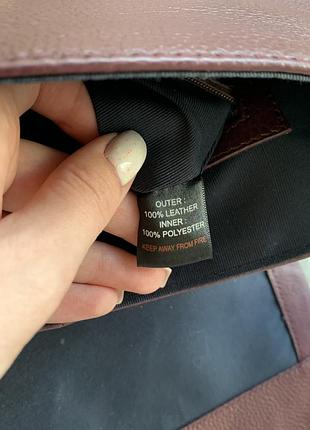 OUTER :
100% LEATHER
INNER :
100% POLYESTER
KEEP AWAY FROM FIRE